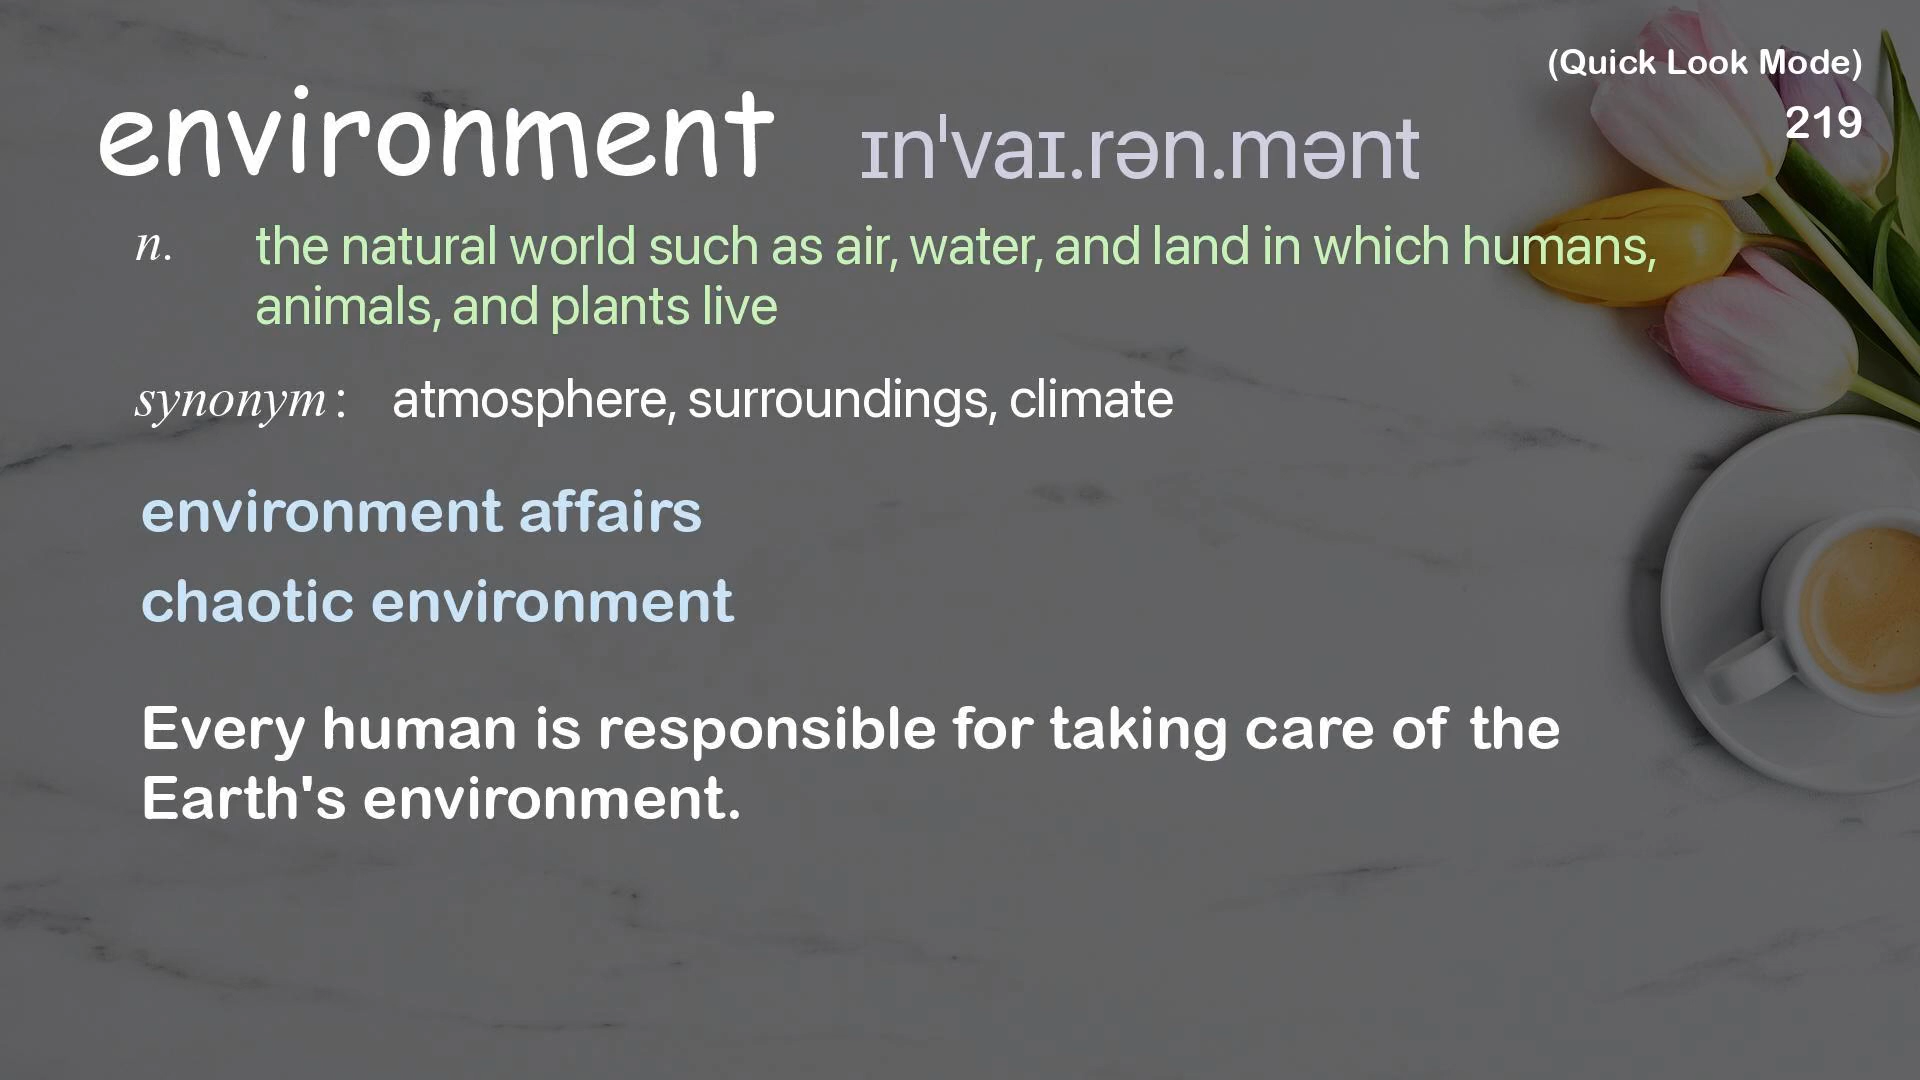 (Quick Look Mode)
219
environment ɪnˈvaɪ.rən.mənt
n. the natural world such as air, water, and land in which humans,
animals, and plants live
synonym: atmosphere, surroundings, climate
environment affairs
chaotic environment
Every human is responsible for taking care of the
Earth's environment.